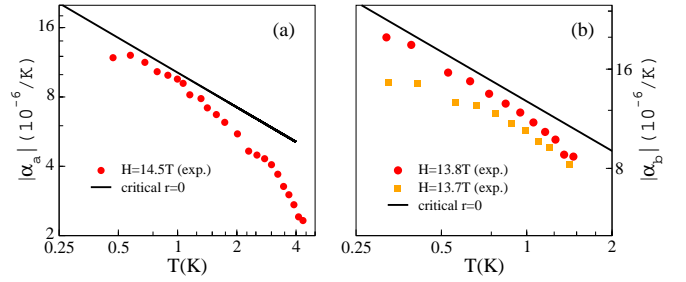 (a)
|α_a| (10^-6/K)
16
8
4
2
H=14.5T (exp.)
critical r=0
0.25
0.5
1
2
4
T(K)
(b)
|α_b| (10^-6/K)
16
8
H=13.8T (exp.)
H=13.7T (exp.)
critical r=0
0.25
0.5
1
2
T(K)